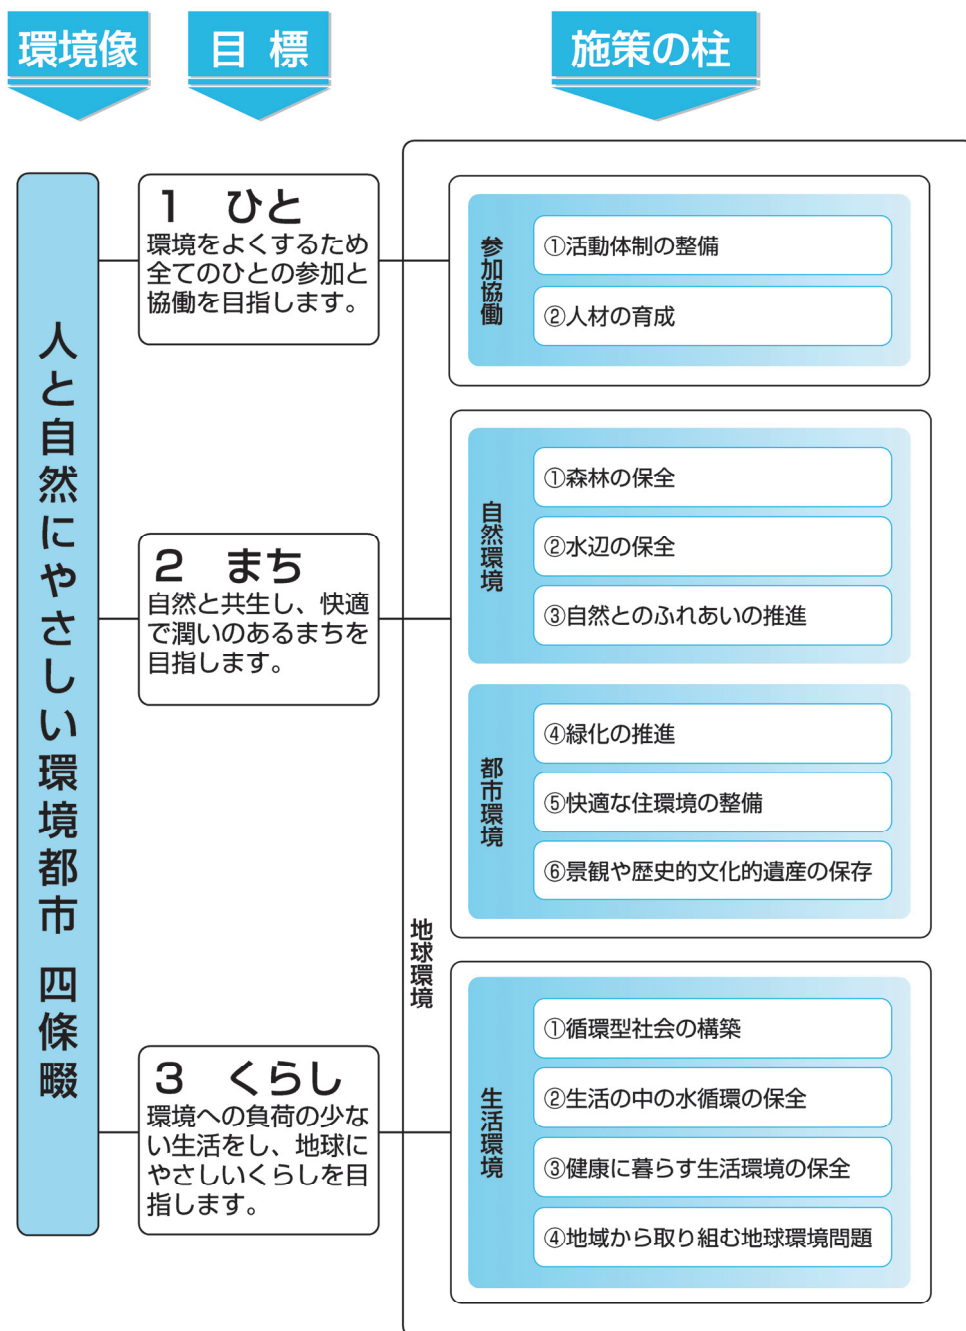 環境像
目標
施策の柱
人と自然にやさしい環境都市 四條畷
1 ひと
環境をよくするため
全てのひとの参加と
協働を目指します。
参加協働
①活動体制の整備
②人材の育成
2 まち
自然と共生し、快適
で潤いのあるまちを
目指します。
自然環境
①森林の保全
②水辺の保全
③自然とのふれあいの推進
都市環境
④緑化の推進
⑤快適な住環境の整備
⑥景観や歴史的文化的遺産の保存
地球環境
3 くらし
環境への負荷の少な
い生活をし、地球に
やさしいくらしを目
指します。
生活環境
①循環型社会の構築
②生活の中の水循環の保全
③健康に暮らす生活環境の保全
④地域から取り組む地球環境問題